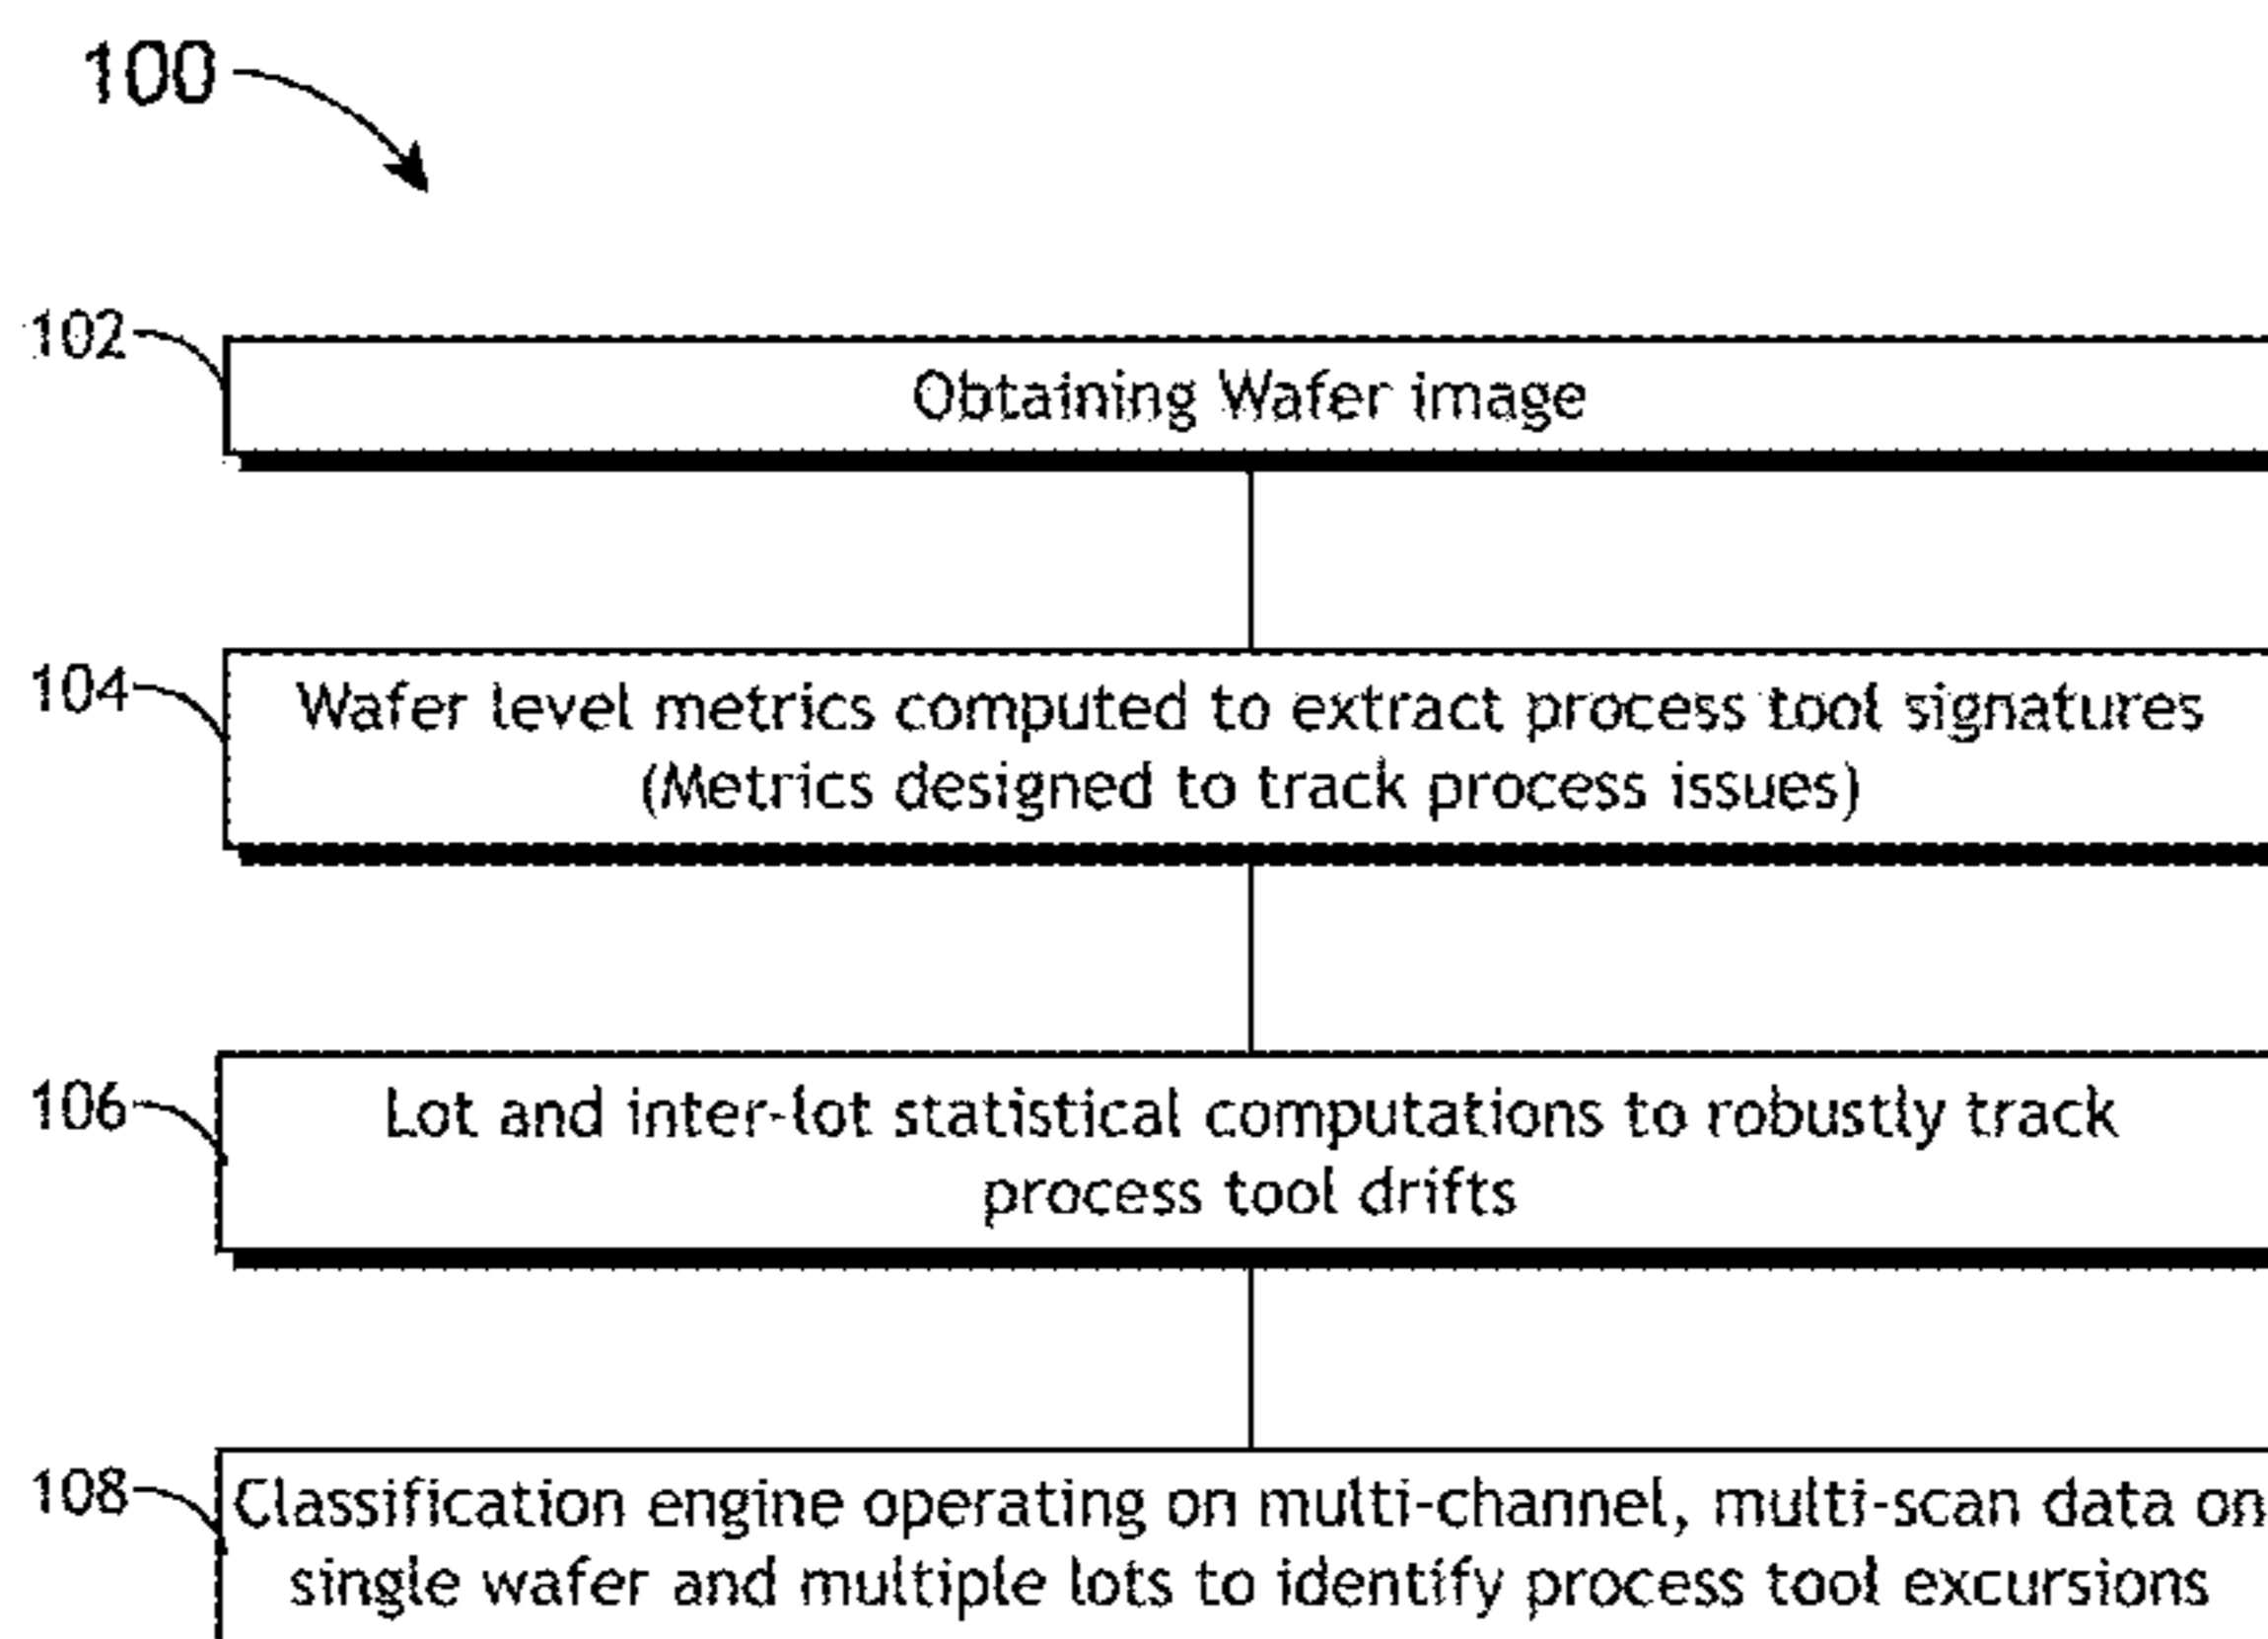 100
102
Obtaining Wafer image
104
Wafer level metrics computed to extract process tool signatures
(Metrics designed to track process issues)
106
Lot and inter-lot statistical computations to robustly track
process tool drifts
108
Classification engine operating on multi-channel, multi-scan data on
single wafer and multiple lots to identify process tool excursions